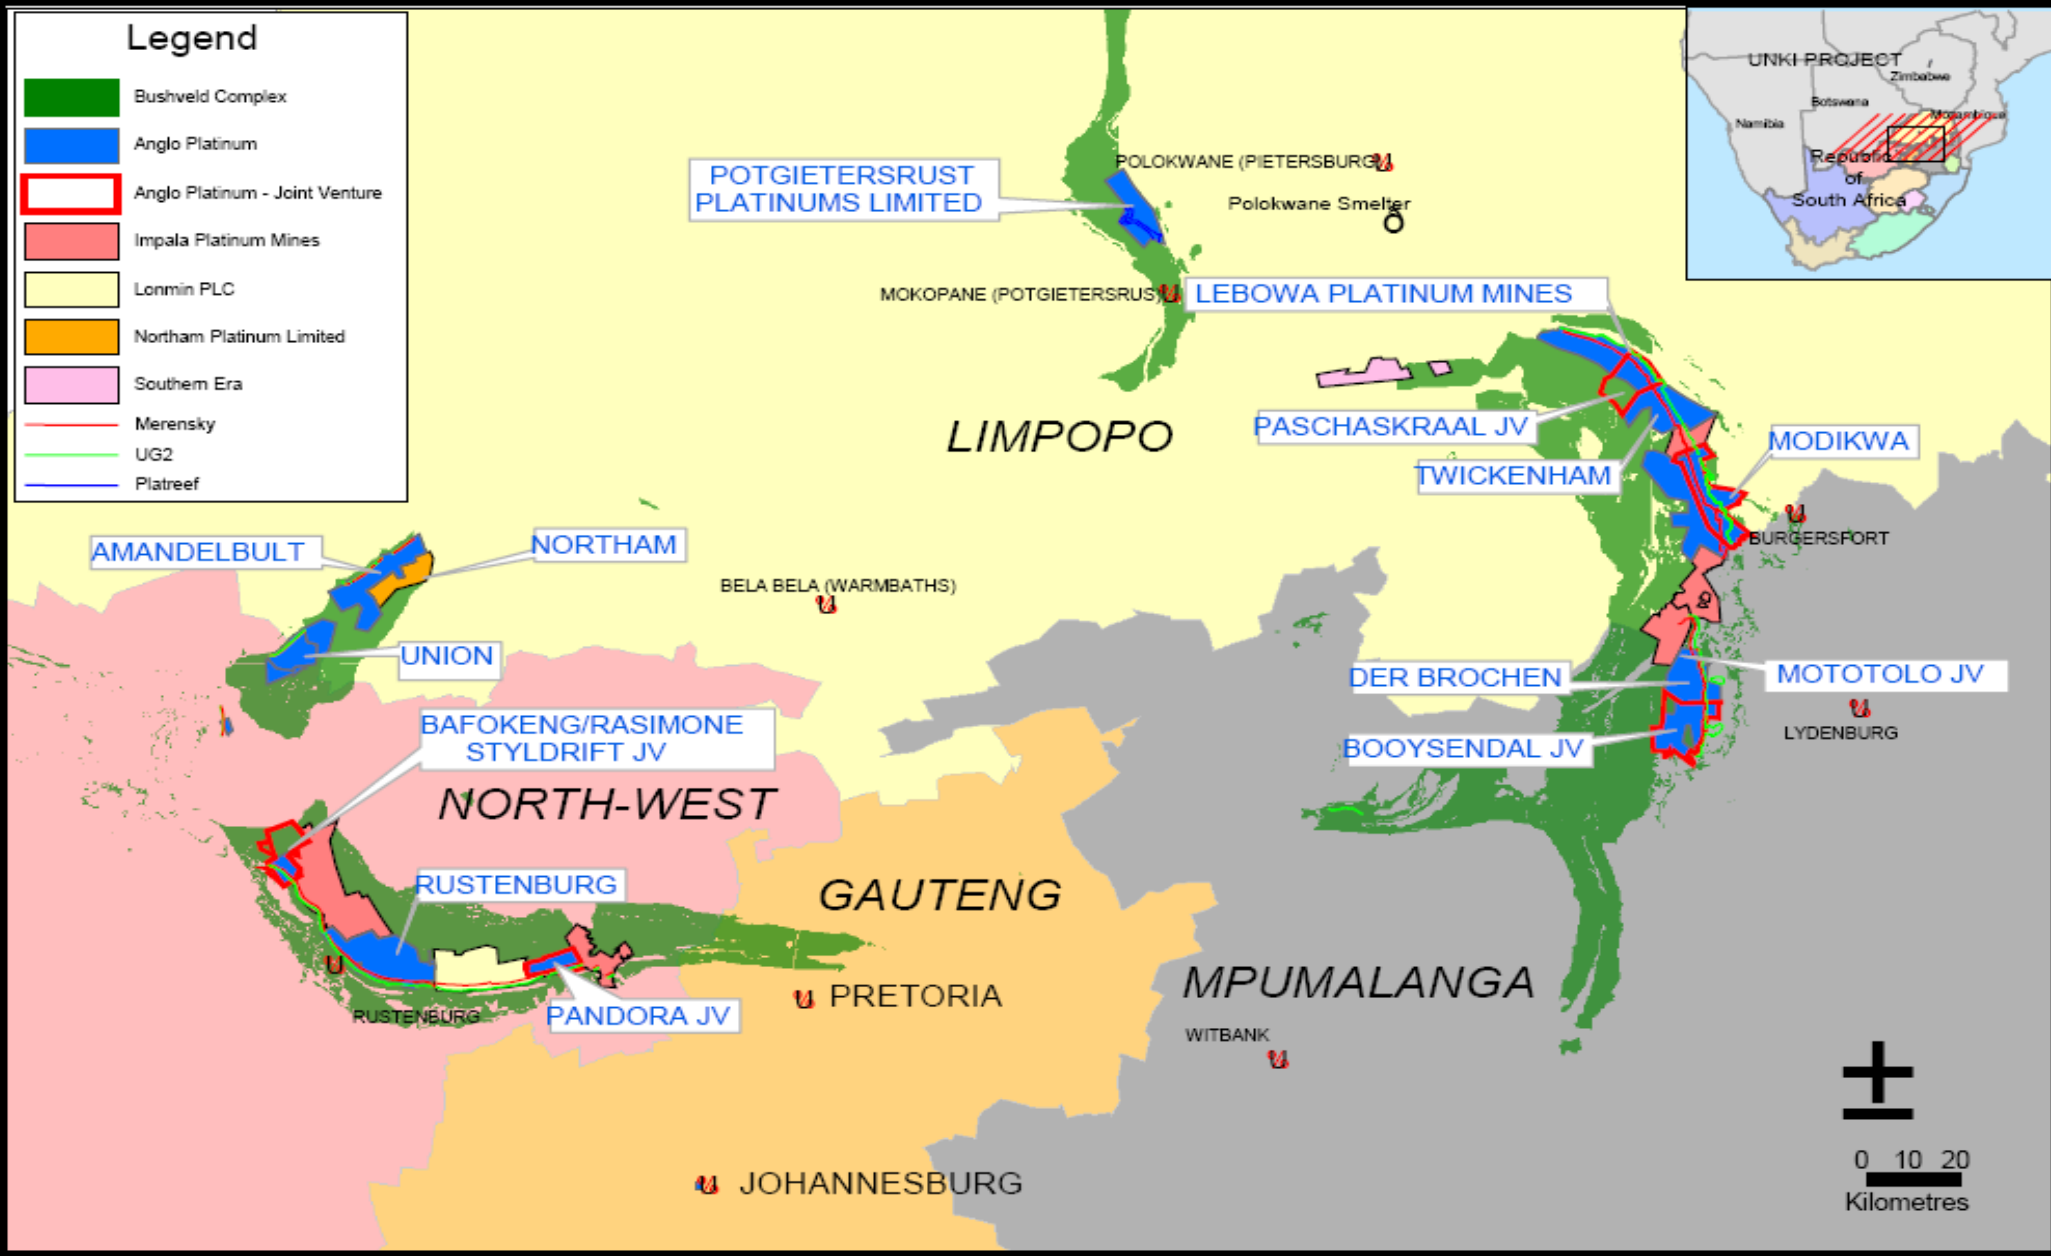 Legend
Bushveld Complex
Anglo Platinum
Anglo Platinum - Joint Venture
Impala Platinum Mines
Lonmin PLC
Northam Platinum Limited
Southern Era
Merensky
UG2
Platreef
UNKI PROJECT
Zimbabwe
Botswana
Mozambique
Namibia
Republic
of
South Africa
POTGIETERSRUST
PLATINUMS LIMITED
POLOKWANE (PIETERSBURG)
Polokwane Smelter
MOKOPANE (POTGIETERSRUS)
LEBOWA PLATINUM MINES
LIMPOPO
PASCHASKRAAL JV
MODIKWA
TWICKENHAM
BURGERSFORT
AMANDELBULT
NORTHAM
BELA BELA (WARMBATHS)
UNION
DER BROCHEN
MOTOTOLO JV
BAFOKENG/RASIMONE
STYLDRIFT JV
LYDENBURG
BOOYSENDAL JV
NORTH-WEST
RUSTENBURG
GAUTENG
MPUMALANGA
PRETORIA
RUSTENBURG
PANDORA JV
WITBANK
JOHANNESBURG
0 10 20
Kilometres